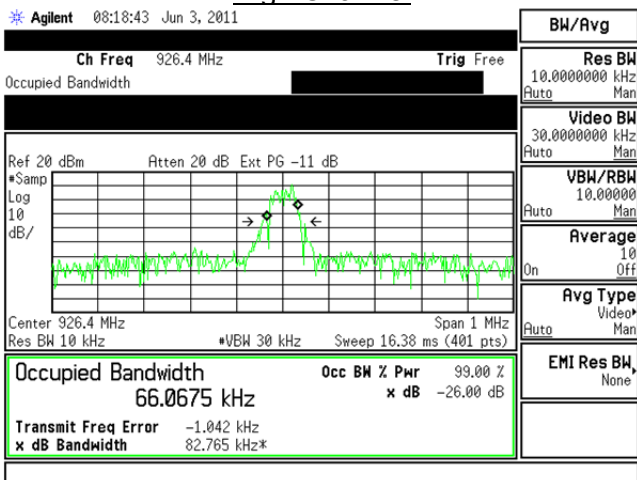 Agilent 08:18:43 Jun 3, 2011
BW/Avg
Ch Freq 926.4 MHz Trig Free
Occupied Bandwidth
Res BW
10.0000000 kHz
Auto Man
Video BW
30.0000000 kHz
Auto Man
VBW/RBW
10.00000
Auto Man
Average
10
On Off
Avg Type
Video
Auto Man
EMI Res BW
None
Ref 20 dBm Atten 20 dB Ext PG -11 dB
#Samp
Log
10
dB/
Center 926.4 MHz Span 1 MHz
Res BW 10 kHz #VBW 30 kHz Sweep 16.38 ms (401 pts)
Occupied Bandwidth Occ BW % Pwr 99.00 %
66.0675 kHz x dB -26.00 dB
Transmit Freq Error -1.042 kHz
x dB Bandwidth 82.765 kHz*